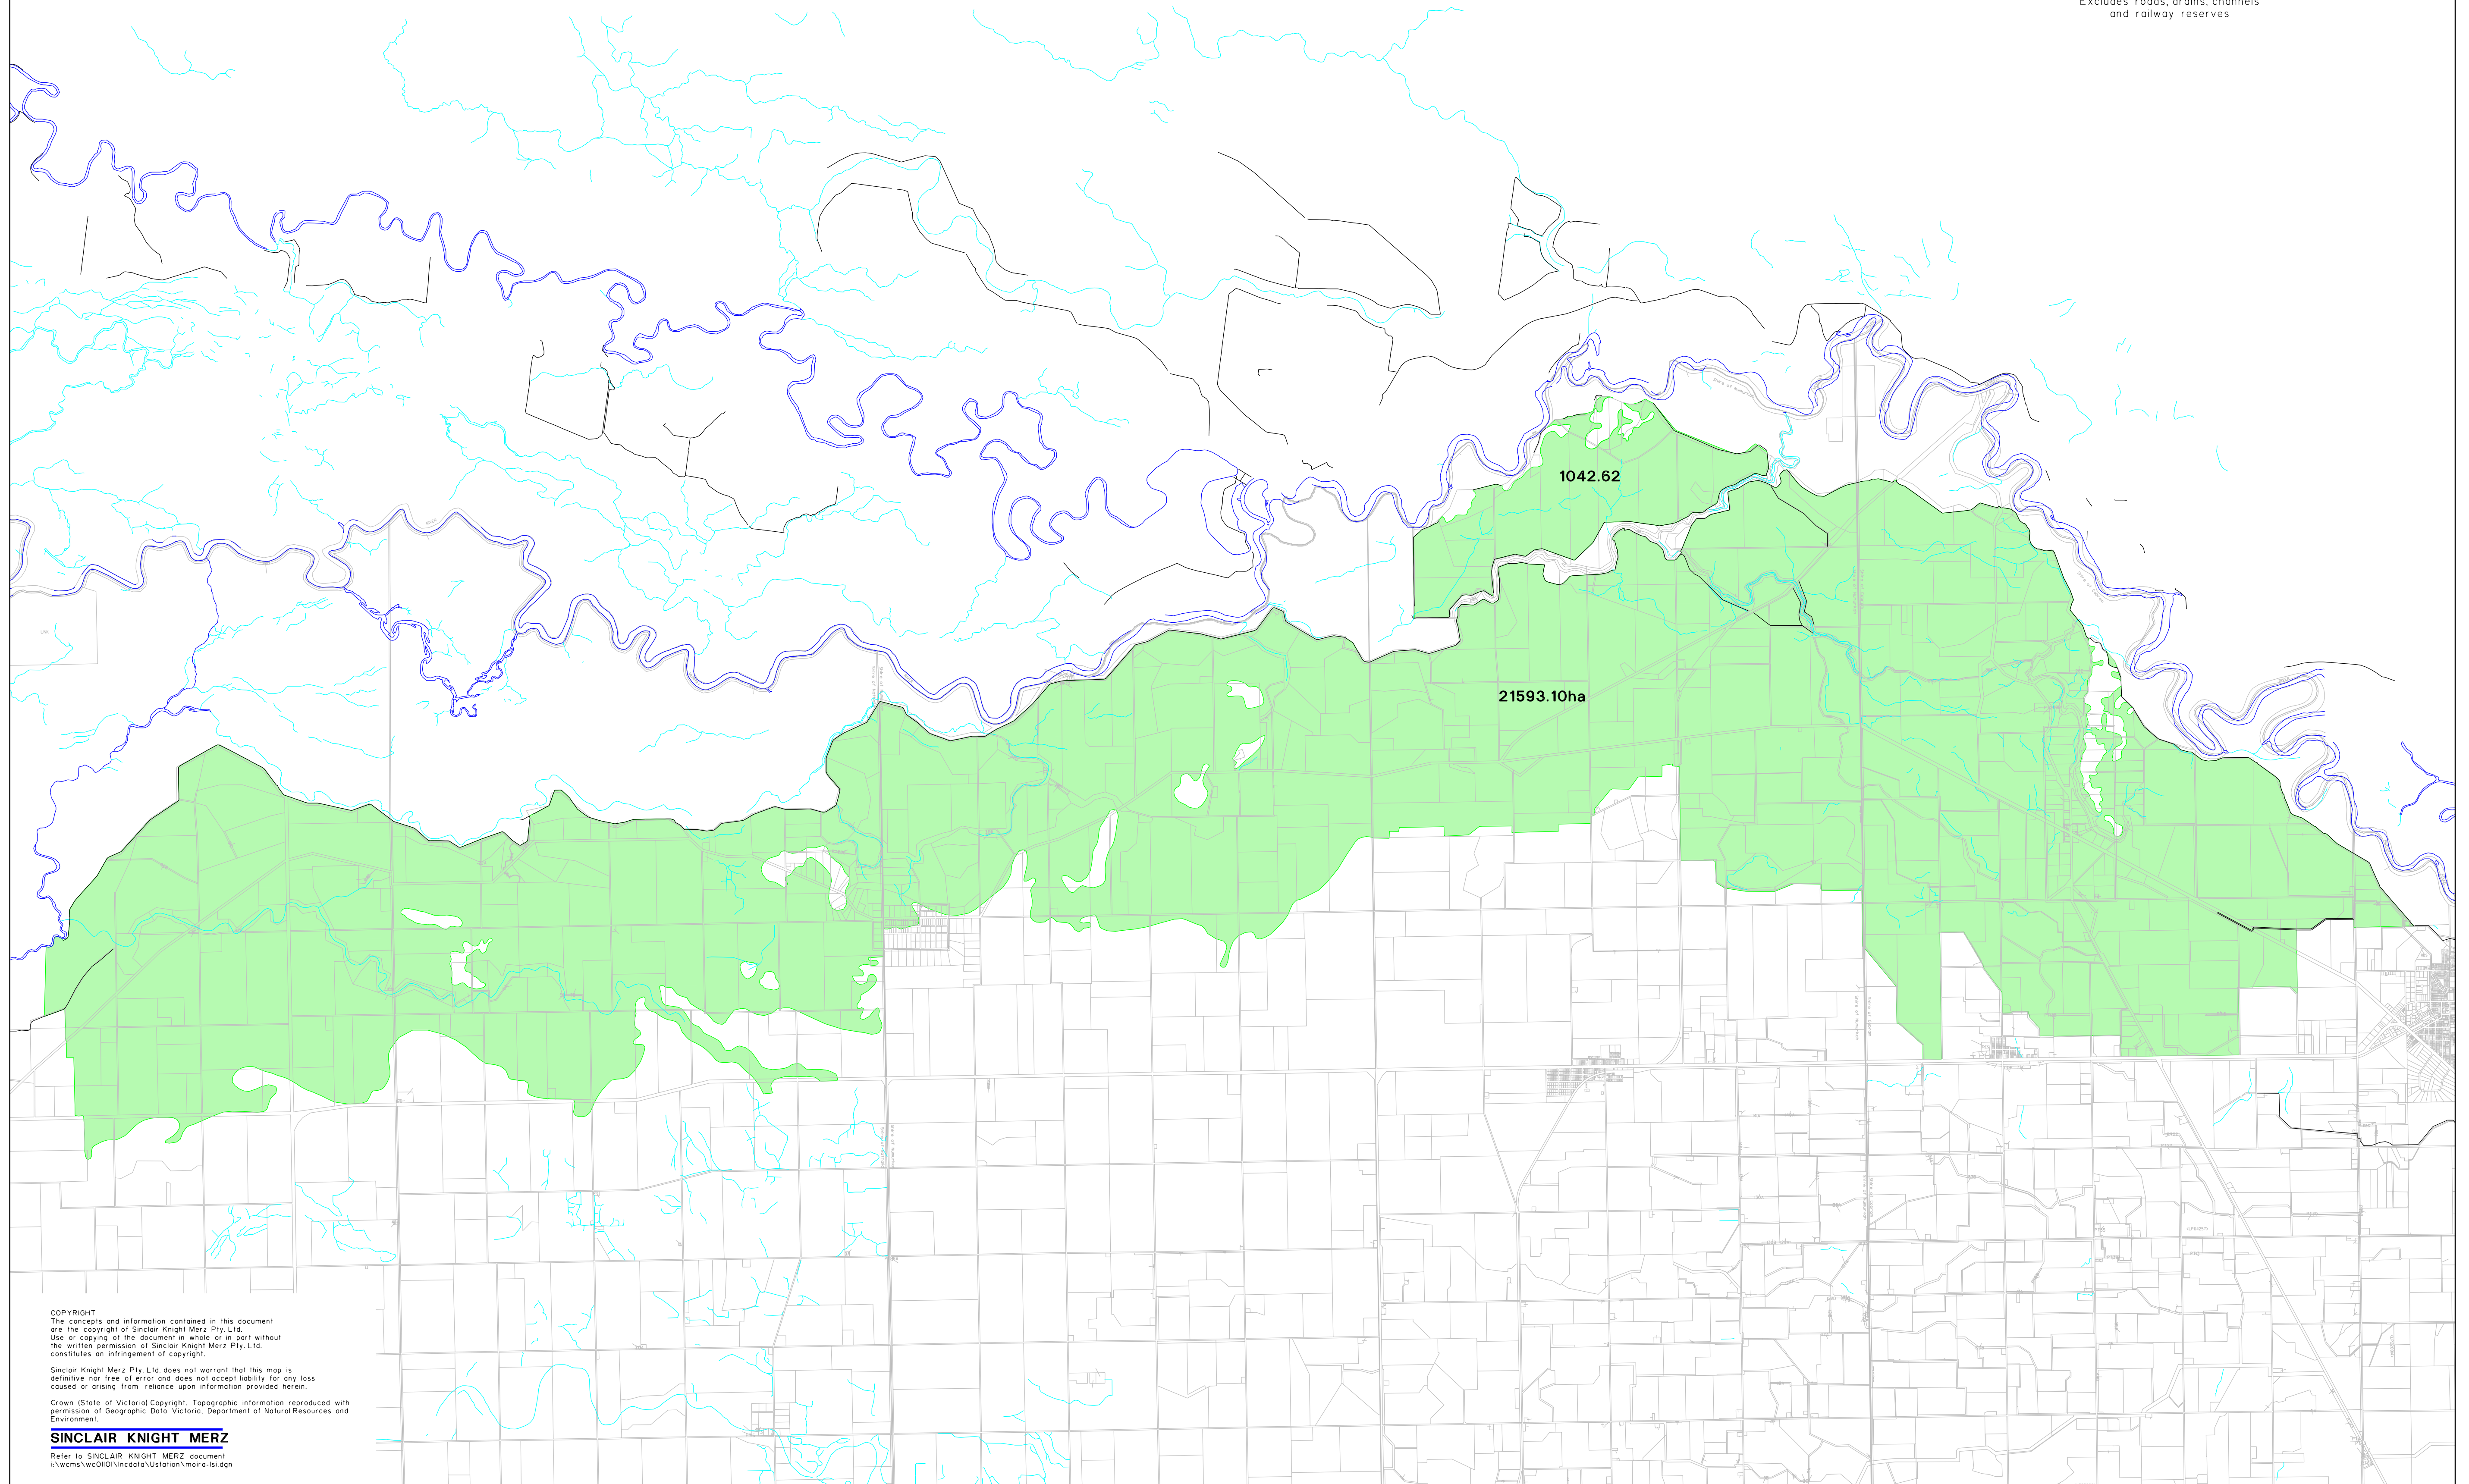 Excludes roads, drains, channels
and railway reserves
1042.62
21593.10ha
COPYRIGHT
The concepts and information contained in this document
are the copyright of Sinclair Knight Merz Pty. Ltd.
Use or copying of the document in whole or in part without
the written permission of Sinclair Knight Merz Pty. Ltd.
constitutes an infringement of copyright.
Sinclair Knight Merz Pty. Ltd. does not warrant that this map is
definitive nor free of error and does not accept liability for any loss
caused or arising from reliance upon information provided herein.
Crown (State of Victoria) Copyright. Topographic information reproduced with
permission of Geographic Data Victoria, Department of Natural Resources and
Environment.
SINCLAIR KNIGHT MERZ
Refer to SINCLAIR KNIGHT MERZ document